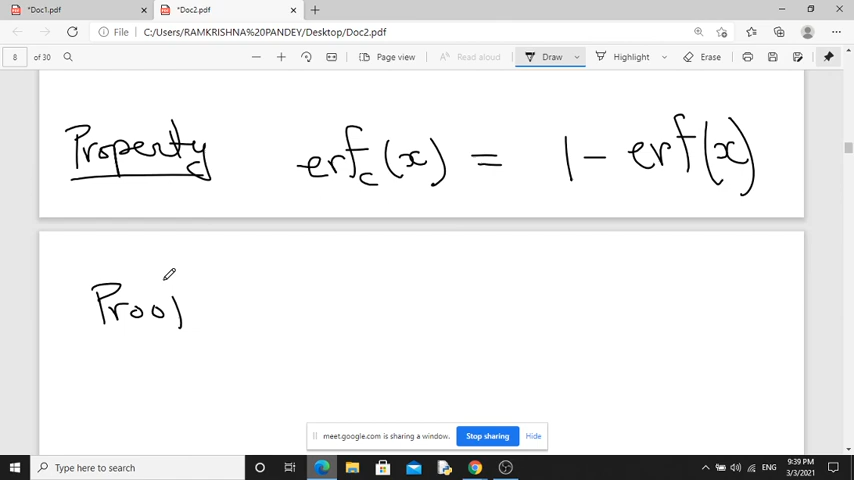 *Doc1.pdf *Doc2.pdf
File C:/Users/RAMKRISHNA%20PANDEY/Desktop/Doc2.pdf
8 of 30 Page view Read aloud Draw Highlight Erase
Property erfc(x) = 1 - erf(x)
Proof
meet.google.com is sharing a window. Stop sharing Hide
Type here to search ENG 9:39 PM
3/3/2021